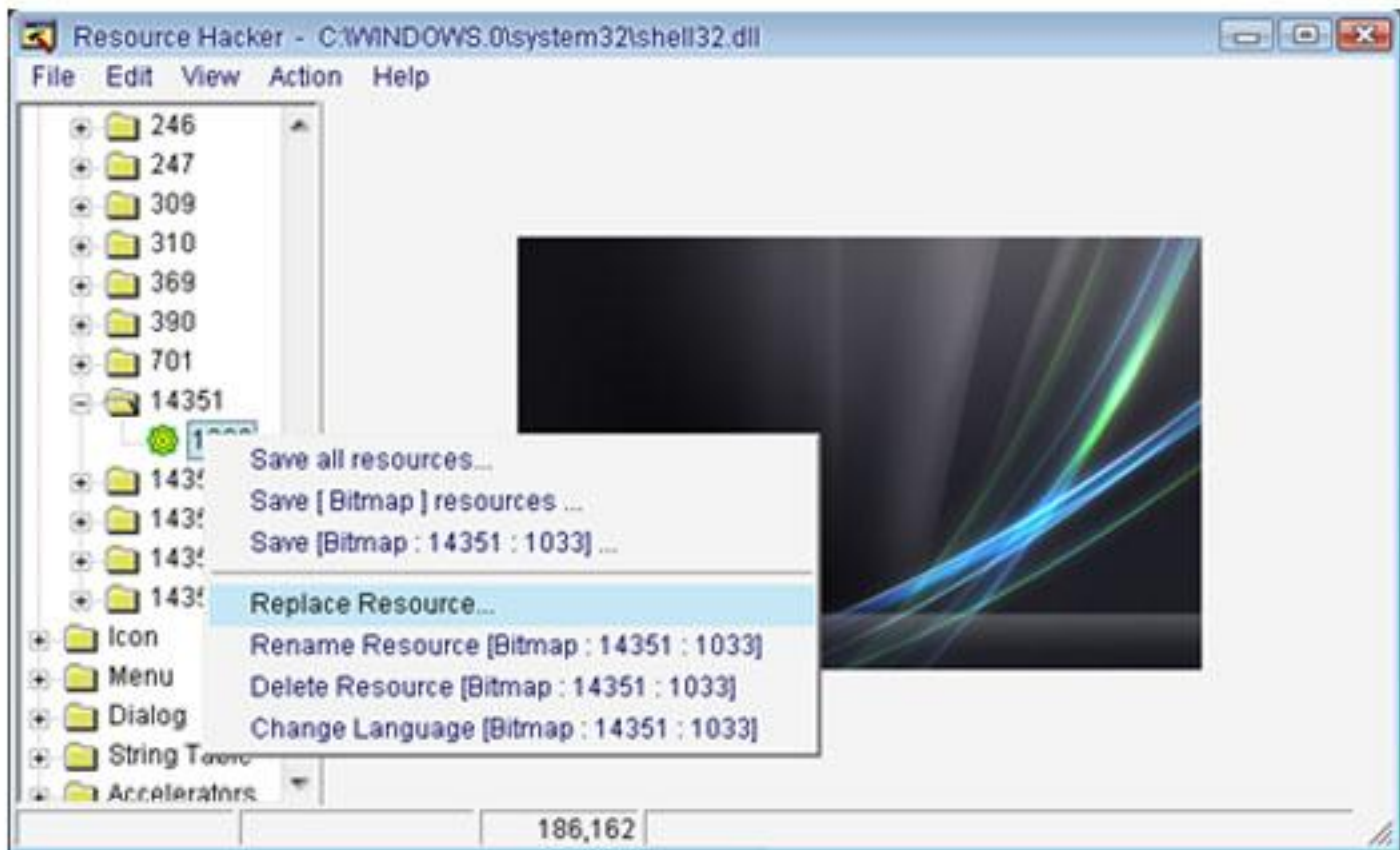 Resource Hacker - C:\WINDOWS.0\system32\shell32.dll
File Edit View Action Help
246
247
309
310
369
390
701
14351
Save all resources...
Save [ Bitmap ] resources ...
Save [Bitmap : 14351 : 1033] ...
Replace Resource...
Rename Resource [Bitmap : 14351 : 1033]
Delete Resource [Bitmap : 14351 : 1033]
Change Language [Bitmap : 14351 : 1033]
Icon
Menu
Dialog
String Table
Accelerators
186,162